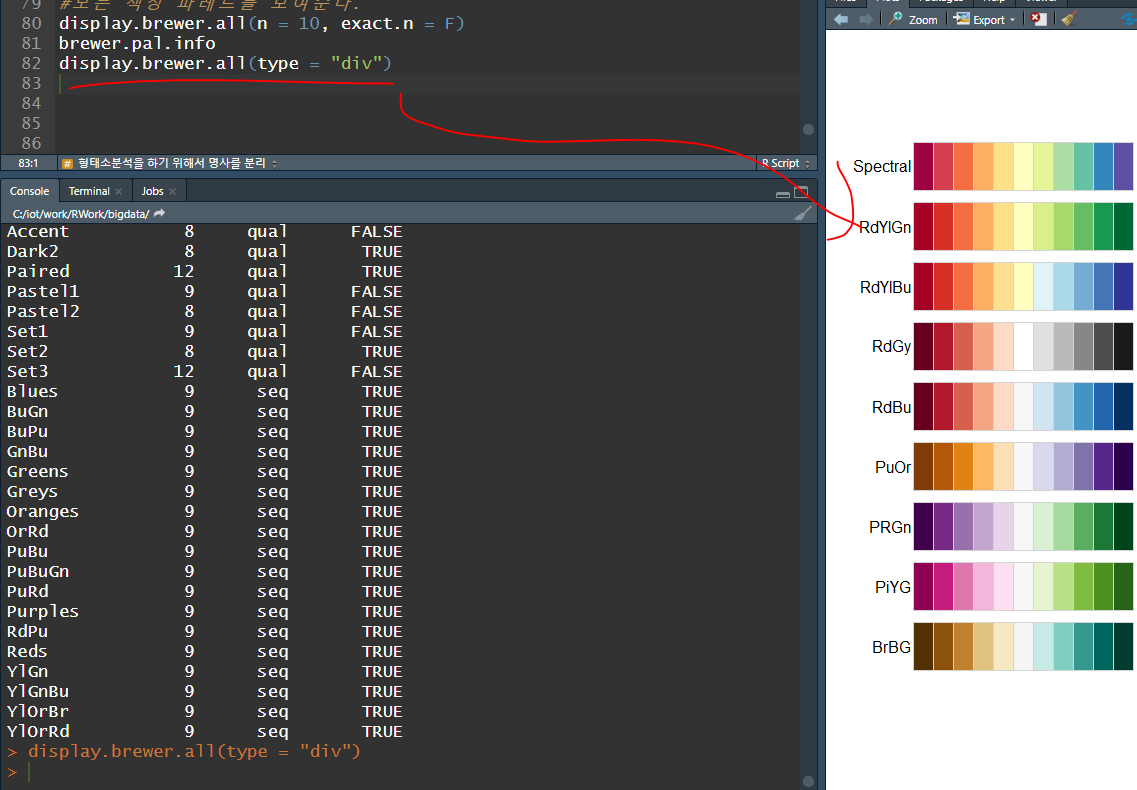 79 #모든 색상 파레트를 보여준다.
80 display.brewer.all(n = 10, exact.n = F)
81 brewer.pal.info
82 display.brewer.all(type = "div")
83
84
85
86
83:1 # 형태소분석을 하기 위해서 명사를 분리 R Script
Console Terminal × Jobs ×
C:/iot/work/RWork/bigdata/
Accent 8 qual FALSE
Dark2 8 qual TRUE
Paired 12 qual TRUE
Pastel1 9 qual FALSE
Pastel2 8 qual FALSE
Set1 9 qual FALSE
Set2 8 qual TRUE
Set3 12 qual FALSE
Blues 9 seq TRUE
BuGn 9 seq TRUE
BuPu 9 seq TRUE
GnBu 9 seq TRUE
Greens 9 seq TRUE
Greys 9 seq TRUE
Oranges 9 seq TRUE
OrRd 9 seq TRUE
PuBu 9 seq TRUE
PuBuGn 9 seq TRUE
PuRd 9 seq TRUE
Purples 9 seq TRUE
RdPu 9 seq TRUE
Reds 9 seq TRUE
YlGn 9 seq TRUE
YlGnBu 9 seq TRUE
YlOrBr 9 seq TRUE
YlOrRd 9 seq TRUE
> display.brewer.all(type = "div")
>
Zoom Export
Spectral
RdYlGn
RdYlBu
RdGy
RdBu
PuOr
PRGn
PiYG
BrBG